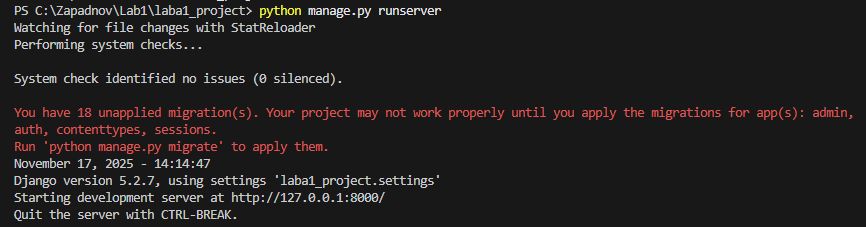 PS C:\Zapadnov\Lab1\laba1_project> python manage.py runserver
Watching for file changes with StatReloader
Performing system checks...
System check identified no issues (0 silenced).
You have 18 unapplied migration(s). Your project may not work properly until you apply the migrations for app(s): admin,
auth, contenttypes, sessions.
Run 'python manage.py migrate' to apply them.
November 17, 2025 - 14:14:47
Django version 5.2.7, using settings 'laba1_project.settings'
Starting development server at http://127.0.0.1:8000/
Quit the server with CTRL-BREAK.